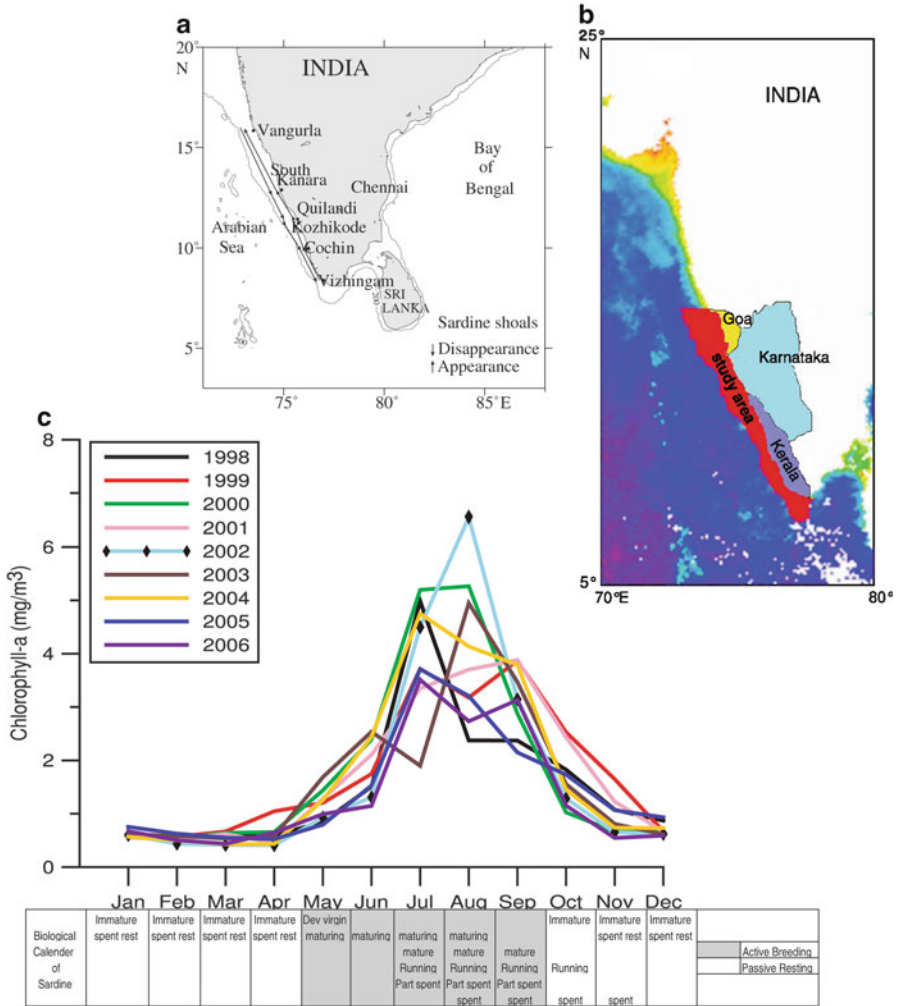 a
20°
N
INDIA
Vangurla
15°
South
Kanara
Chennai
Bay
of
Bengal
Quilandi
Arabian
Sea
Kozhikode
10°
Cochin
Vizhingam
SRI
LANKA
200
200
Sardine shoals
Disappearance
Appearance
5°
75°
80°
85°E
b
25°
N
INDIA
Goa
Karnataka
study area
Kerala
5°
70°E
80°
c
8
6
4
2
0
Chlorophyll-a (mg/m³)
1998
1999
2000
2001
2002
2003
2004
2005
2006
Jan Feb Mar Apr May Jun Jul Aug Sep Oct Nov Dec
Biological
Calender
of
Sardine
Immature
spent rest
Immature
spent rest
Immature
spent rest
Immature
spent rest
Dev virgin
maturing
maturing
maturing
mature
Running
Part spent
maturing
mature
Running
Part spent
spent
mature
Running
Part spent
spent
Immature
Running
spent
Immature
spent rest
spent
Immature
spent rest
Active Breeding
Passive Resting